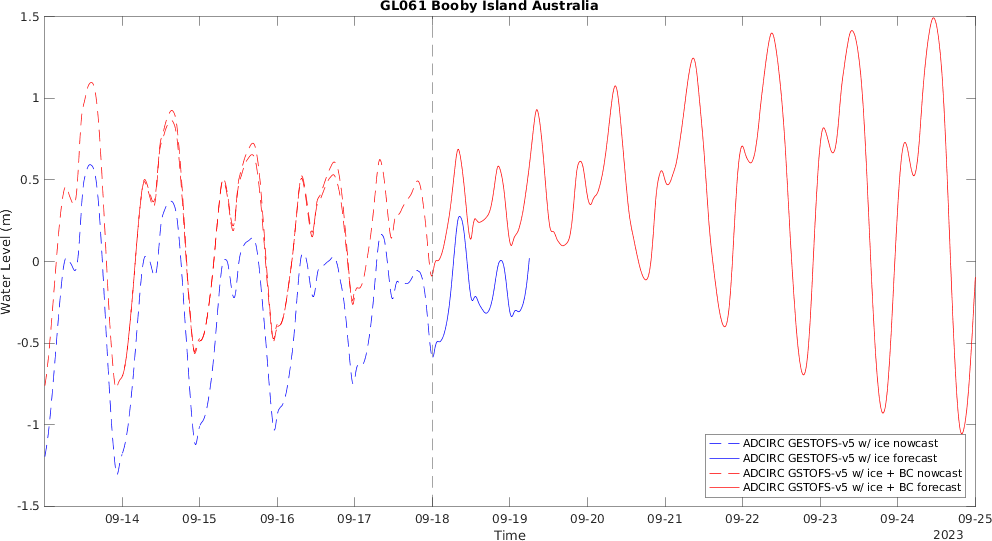 GL061 Booby Island Australia
Water Level (m)
1.5
1
0.5
0
-0.5
-1
-1.5
09-14 09-15 09-16 09-17 09-18 09-19 09-20 09-21 09-22 09-23 09-24 09-25
Time
2023
ADCIRC GESTOFS-v5 w/ ice nowcast
ADCIRC GESTOFS-v5 w/ ice forecast
ADCIRC GSTOFS-v5 w/ ice + BC nowcast
ADCIRC GSTOFS-v5 w/ ice + BC forecast